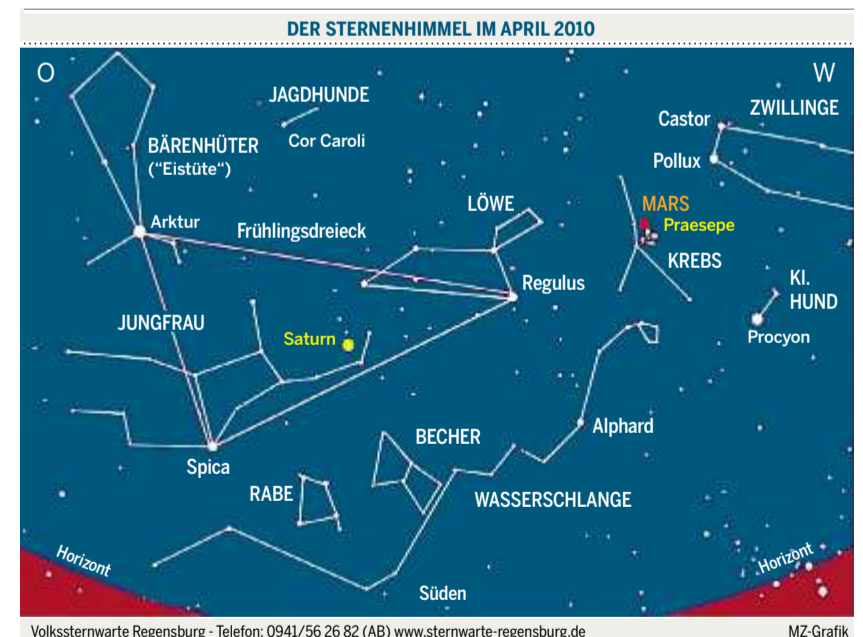 DER STERNENHIMMEL IM APRIL 2010
O
W
JAGDHUNDE
Cor Caroli
Castor
ZWILLINGE
Pollux
BÄRENHÜTER
("Eistüte“)
Arktur
Frühlingsdreieck
LÖWE
MARS
Praesepe
KREBS
Regulus
KI.
HUND
Procyon
JUNGFRAU
Saturn
Alphard
BECHER
Spica
RABE
WASSERSCHLANGE
Horizont
Süden
Horizont
Volkssternwarte Regensburg - Telefon: 0941/56 26 82 (AB) www.sternwarte-regensburg.de
MZ-Grafik